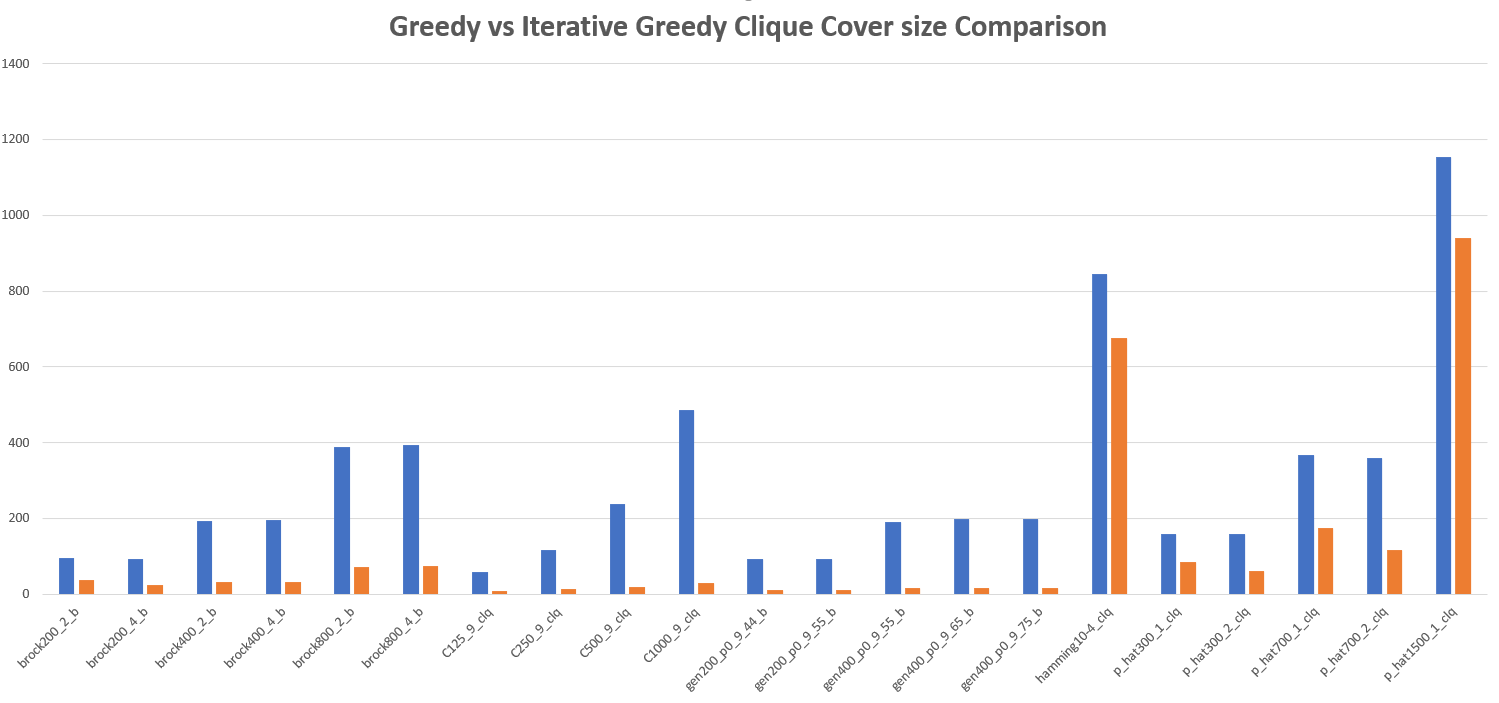 Greedy vs Iterative Greedy Clique Cover size Comparison
1400
1200
1000
800
600
400
200
0
brock200_2_b
brock200_4_b
brock400_2_b
brock400_4_b
brock800_2_b
brock800_4_b
C125_9_clq
C250_9_clq
C500_9_clq
C1000_9_clq
gen200_p0_9_44_b
gen200_p0_9_55_b
gen400_p0_9_55_b
gen400_p0_9_65_b
gen400_p0_9_75_b
hamming10-4_clq
p_hat300_1_clq
p_hat300_2_clq
p_hat700_1_clq
p_hat700_2_clq
p_hat1500_1_clq